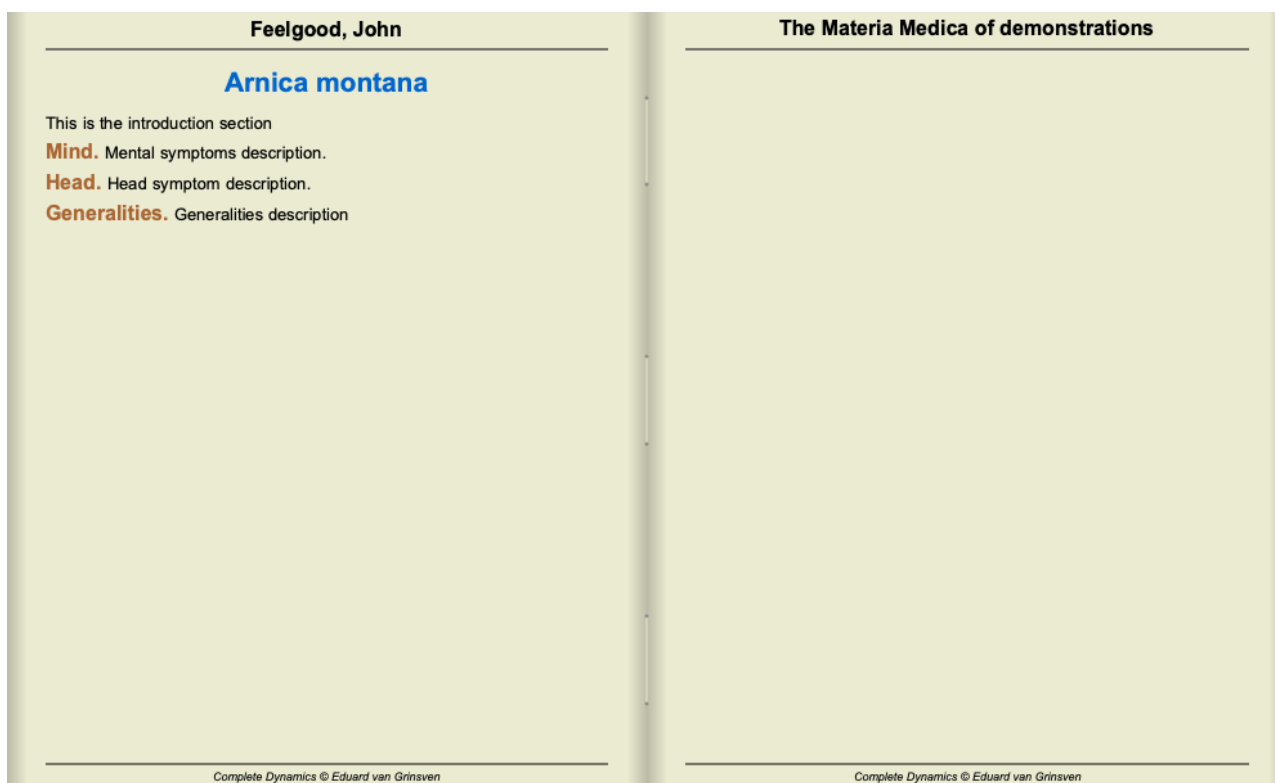 Feelgood, John
Arnica montana
This is the introduction section
Mind. Mental symptoms description.
Head. Head symptom description.
Generalities. Generalities description
Complete Dynamics © Eduard van Grinsven
The Materia Medica of demonstrations
Complete Dynamics © Eduard van Grinsven